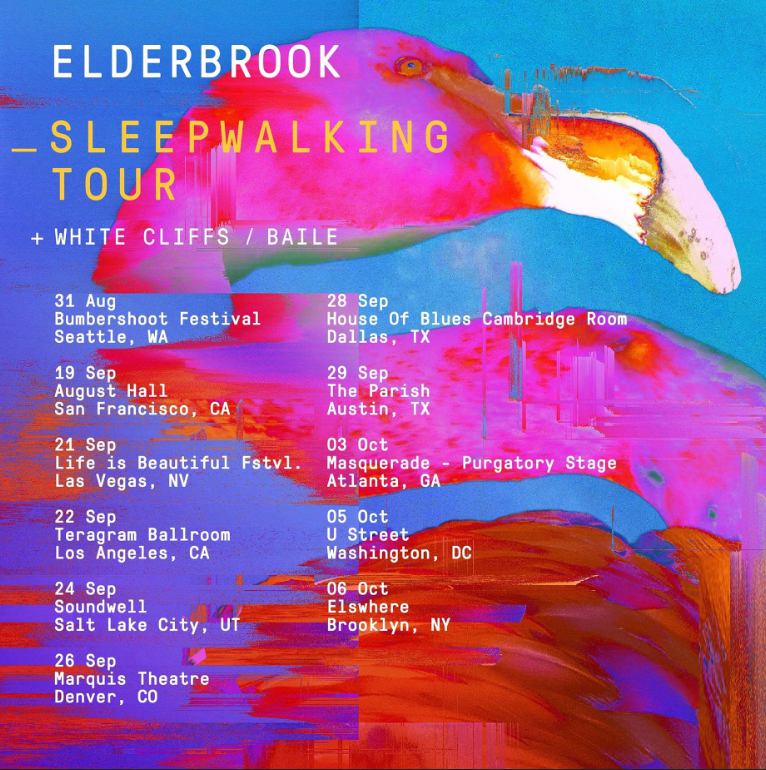 ELDERBROOK
_SLEEPWALKING
TOUR
+ WHITE CLIFFS / BAILE
31 Aug
Bumbershoot Festival
Seattle, WA
19 Sep
August Hall
San Francisco, CA
21 Sep
Life is Beautiful Fstvl.
Las Vegas, NV
22 Sep
Teragram Ballroom
Los Angeles, CA
24 Sep
Soundwell
Salt Lake City, UT
26 Sep
Marquis Theatre
Denver, CO
28 Sep
House Of Blues Cambridge Room
Dallas, TX
29 Sep
The Parish
Austin, TX
03 Oct
Masquerade - Purgatory Stage
Atlanta, GA
05 Oct
U Street
Washington, DC
06 Oct
Elswhere
Brooklyn, NY